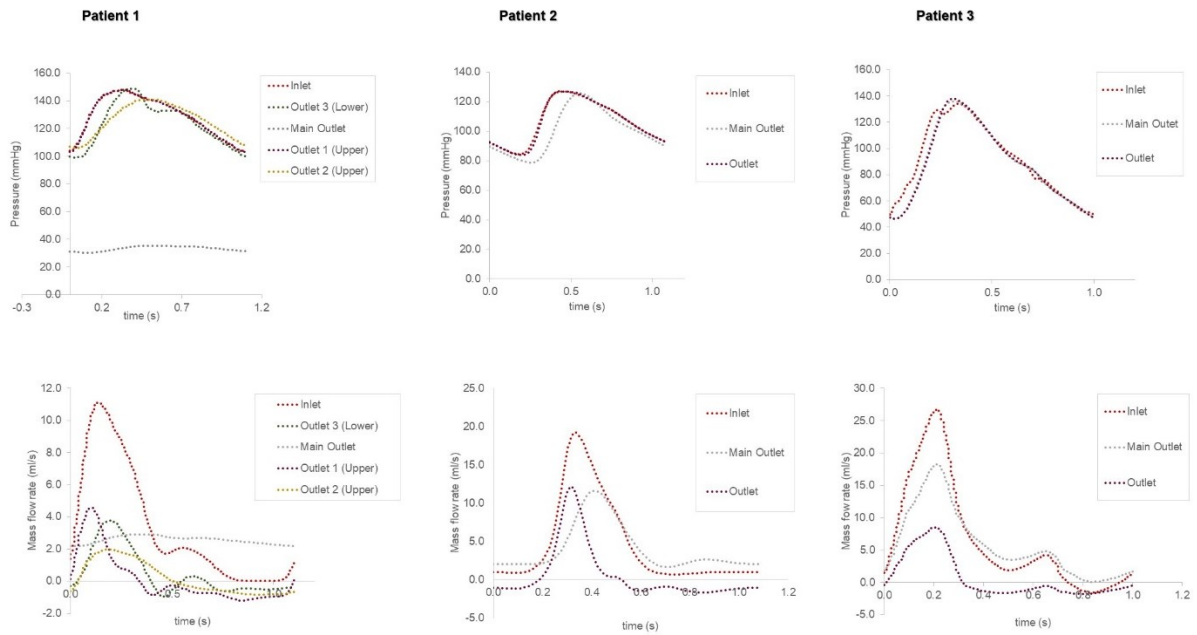 Patient 1
Patient 2
Patient 3
Pressure (mmHg)
160.0
140.0
120.0
100.0
80.0
60.0
40.0
20.0
0.0
-0.3
0.2
0.7
1.2
time (s)
Inlet
Outlet 3 (Lower)
Main Outlet
Outlet 1 (Upper)
Outlet 2 (Upper)
Pressure (mmHg)
140.0
120.0
100.0
80.0
60.0
40.0
20.0
0.0
0.0
0.5
1.0
time (s)
Inlet
Main Outlet
Outlet
Pressure (mmHg)
160.0
140.0
120.0
100.0
80.0
60.0
40.0
20.0
0.0
0.0
0.5
1.0
time (s)
Inlet
Main Outet
Outlet
Mass flow rate (ml/s)
12.0
10.0
8.0
6.0
4.0
2.0
0.0
-2.0
0.0
0.5
1.0
time (s)
Inlet
Outlet 3 (Lower)
Main Outlet
Outlet 1 (Upper)
Outlet 2 (Upper)
Mass flow rate (ml/s)
25.0
20.0
15.0
10.0
5.0
0.0
-5.0
0.0
0.2
0.4
0.6
0.8
1.0
1.2
time (s)
Inlet
Main Outlet
Outlet
Mass flow rate (ml/s)
30.0
25.0
20.0
15.0
10.0
5.0
0.0
-5.0
0.0
0.2
0.4
0.6
0.8
1.0
1.2
time (s)
Inlet
Main Outlet
Outlet